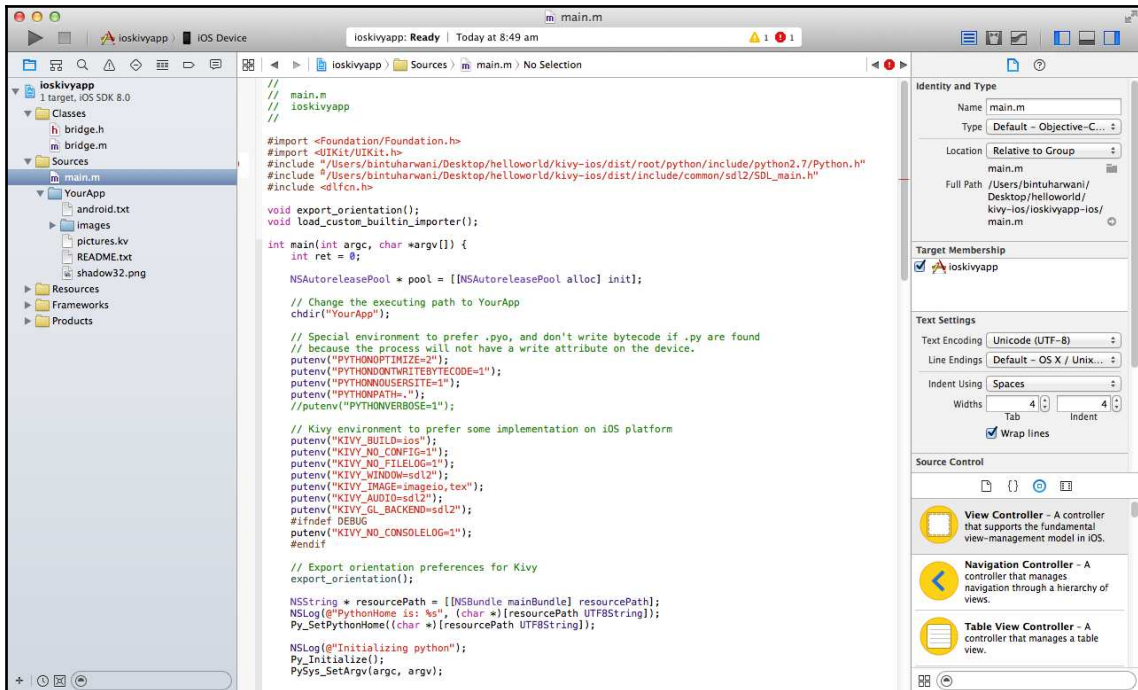 main.m
ioskivyapp
iOS Device
ioskivyapp: Ready | Today at 8:49 am
1
1
ioskivyapp
1 target, iOS SDK 8.0
Classes
bridge.h
bridge.m
Sources
main.m
YourApp
android.txt
images
pictures.kv
README.txt
shadow32.png
Resources
Frameworks
Products
ioskivyapp
Sources
main.m
No Selection
//
//  main.m
//  ioskivyapp
//
#import <Foundation/Foundation.h>
#import <UIKit/UIKit.h>
#include "/Users/bintuharwani/Desktop/helloworld/kivy-ios/dist/root/python/include/python2.7/Python.h"
#include "/Users/bintuharwani/Desktop/helloworld/kivy-ios/dist/include/common/sdl2/SDL_main.h"
#include <dlfcn.h>
void export_orientation();
void load_custom_builtin_importer();
int main(int argc, char *argv[]) {
    int ret = 0;
    NSAutoreleasePool * pool = [[NSAutoreleasePool alloc] init];
    // Change the executing path to YourApp
    chdir("YourApp");
    // Special environment to prefer .pyo, and don't write bytecode if .py are found
    // because the process will not have a write attribute on the device.
    putenv("PYTHONOPTIMIZE=2");
    putenv("PYTHONDONTWRITEBYTECODE=1");
    putenv("PYTHONNOUSERSITE=1");
    putenv("PYTHONPATH=.");
    //putenv("PYTHONVERBOSE=1");
    // Kivy environment to prefer some implementation on iOS platform
    putenv("KIVY_BUILD=ios");
    putenv("KIVY_NO_CONFIG=1");
    putenv("KIVY_NO_FILELOG=1");
    putenv("KIVY_WINDOW=sdl2");
    putenv("KIVY_IMAGE=imageio,tex");
    putenv("KIVY_AUDIO=sdl2");
    putenv("KIVY_GL_BACKEND=sdl2");
    #ifndef DEBUG
    putenv("KIVY_NO_CONSOLELOG=1");
    #endif
    // Export orientation preferences for Kivy
    export_orientation();
    NSString * resourcePath = [[NSBundle mainBundle] resourcePath];
    NSLog(@"PythonHome is: %s", (char *)[resourcePath UTF8String]);
    Py_SetPythonHome((char *)[resourcePath UTF8String]);
    NSLog(@"Initializing python");
    Py_Initialize();
    PySys_SetArgv(argc, argv);
Identity and Type
Name main.m
Type Default - Objective-C...
Location Relative to Group
main.m
Full Path /Users/bintuharwani/
Desktop/helloworld/
kivy-ios/ioskivyapp-ios/
main.m
Target Membership
ioskivyapp
Text Settings
Text Encoding Unicode (UTF-8)
Line Endings Default - OS X / Unix...
Indent Using Spaces
Widths 4 4
Tab Indent
Wrap lines
Source Control
View Controller - A controller
that supports the fundamental
view-management model in iOS.
Navigation Controller - A
controller that manages
navigation through a hierarchy of
views.
Table View Controller - A
controller that manages a table
view.